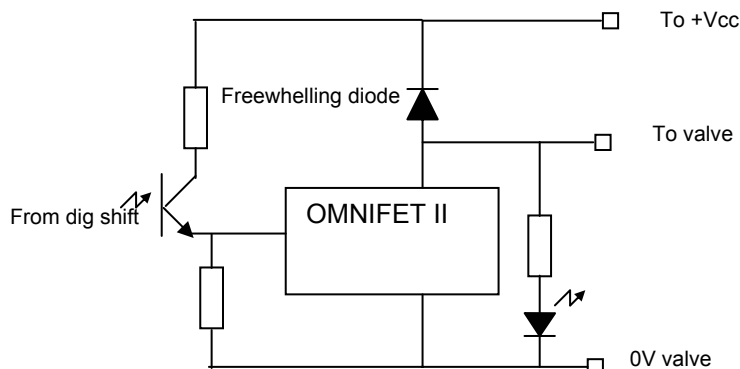 To +Vcc
Freewhelling diode
To valve
From dig shift
OMNIFET II
0V valve